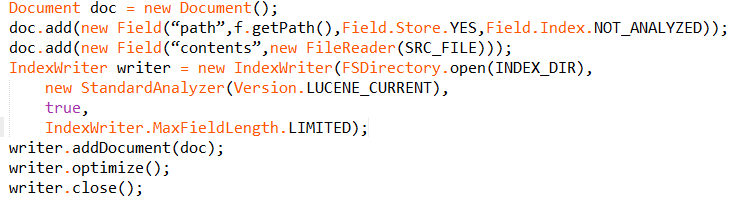 Document doc = new Document();
doc.add(new Field(“path”,f.getPath(),Field.Store.YES,Field.Index.NOT_ANALYZED));
doc.add(new Field(“contents”,new FileReader(SRC_FILE)));
IndexWriter writer = new IndexWriter(FSDirectory.open(INDEX_DIR),
    new StandardAnalyzer(Version.LUCENE_CURRENT),
    true,
    IndexWriter.MaxFieldLength.LIMITED);
writer.addDocument(doc);
writer.optimize();
writer.close();